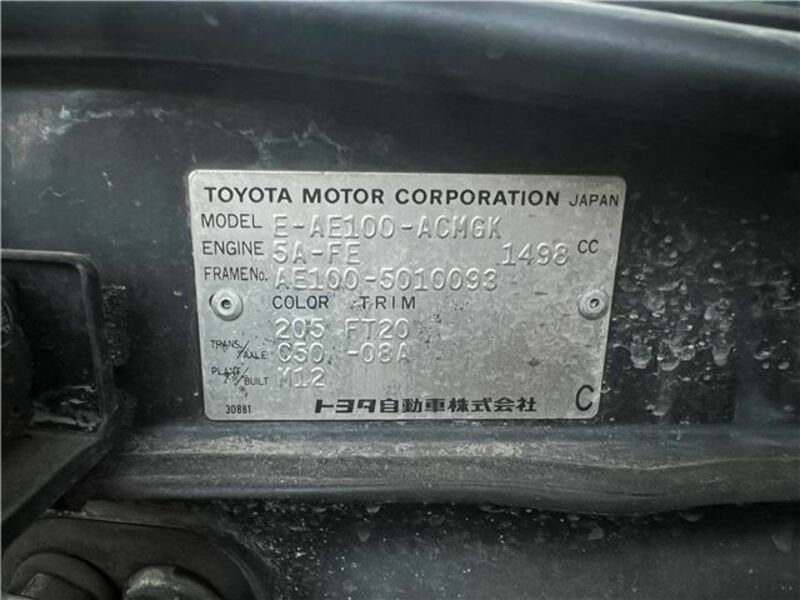 TOYOTA MOTOR CORPORATION JAPAN
MODEL E-AE100-ACMGK
ENGINE 5A-FE 1498 CC
FRAME No. AE100-5010093
COLOR TRIM
205 FT20
TRANS./AXLE C50 -08A
PLANT/BUILT M12
30881 トヨタ自動車株式会社 C